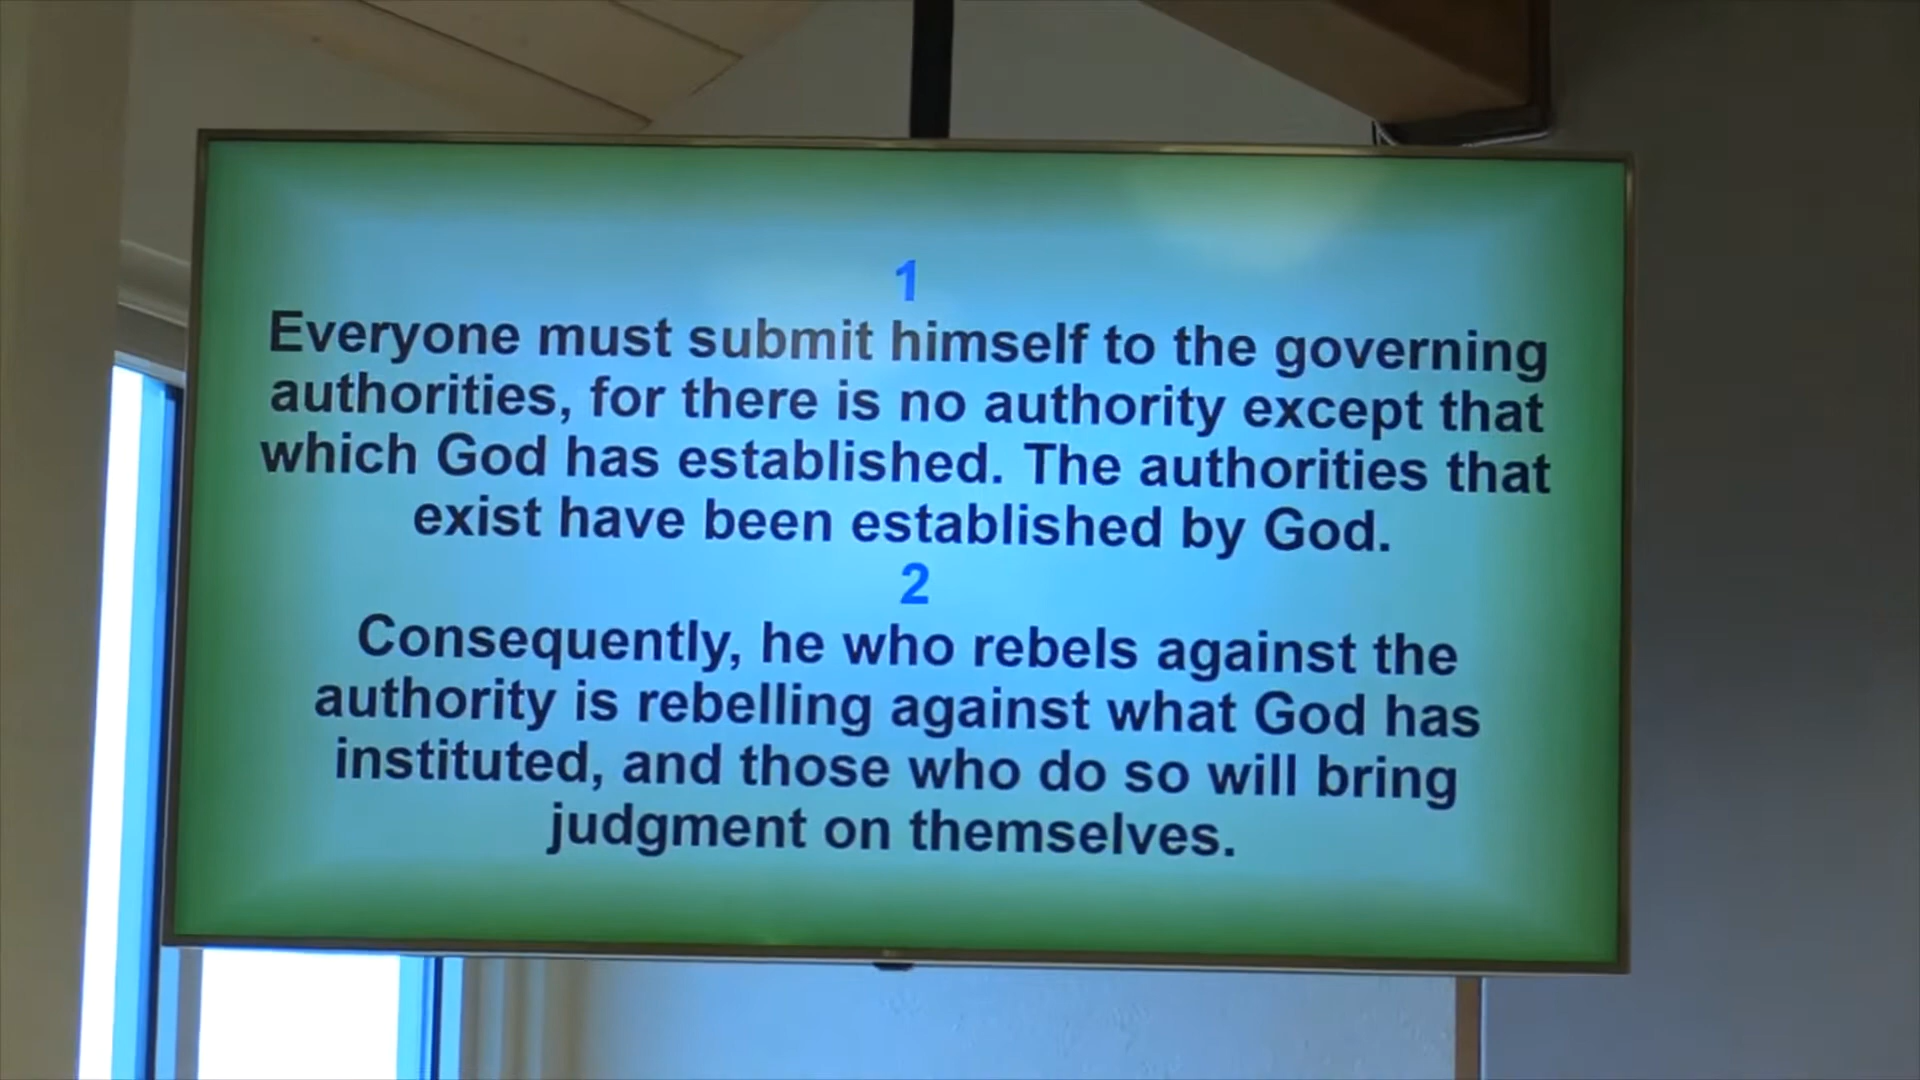 1
Everyone must submit himself to the governing
authorities, for there is no authority except that
which God has established. The authorities that
exist have been established by God.
2
Consequently, he who rebels against the
authority is rebelling against what God has
instituted, and those who do so will bring
judgment on themselves.